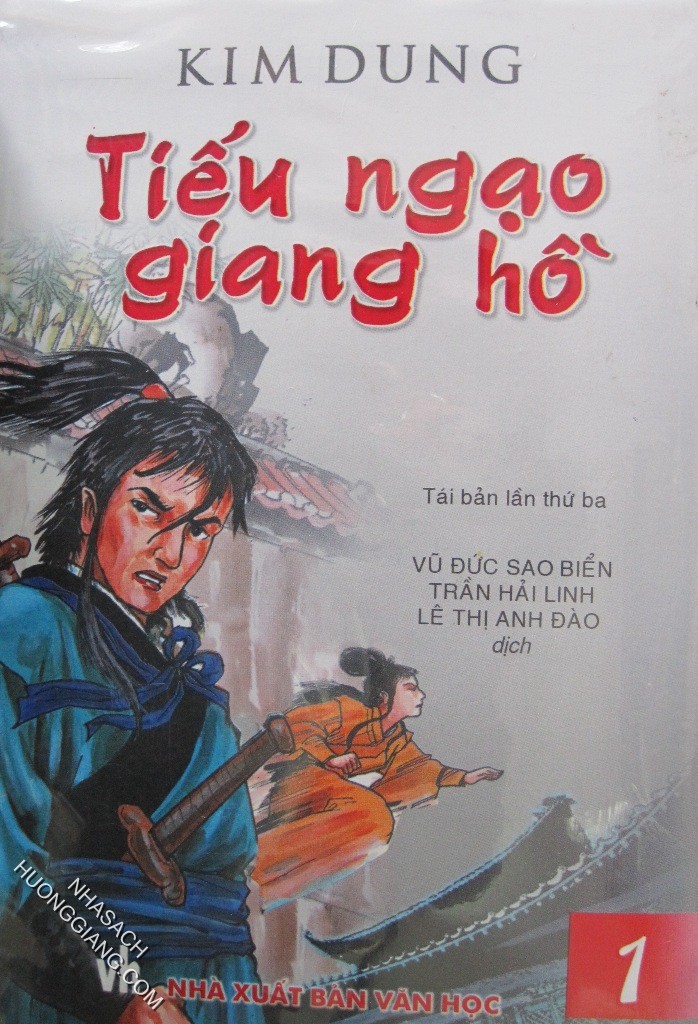 KIM DUNG
Tiếu ngạo
giang hồ
Tái bản lần thứ ba
VŨ ĐỨC SAO BIỂN
TRẦN HẢI LINH
LÊ THỊ ANH ĐÀO
dịch
NHASACH
HUONGGIANG.COM
NHÀ XUẤT BẢN VĂN HỌC
1